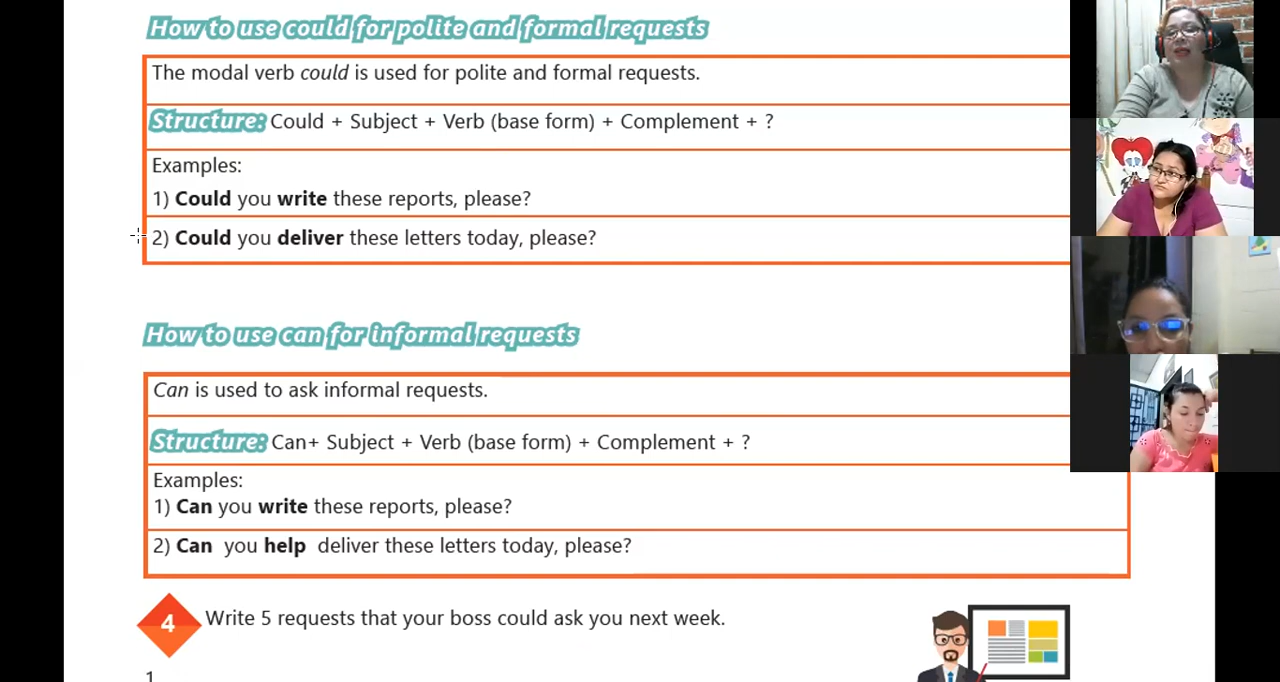 How to use could for polite and formal requests
The modal verb could is used for polite and formal requests.
Structure: Could + Subject + Verb (base form) + Complement + ?
Examples:
1) Could you write these reports, please?
2) Could you deliver these letters today, please?
How to use can for informal requests
Can is used to ask informal requests.
Structure: Can+ Subject + Verb (base form) + Complement + ?
Examples:
1) Can you write these reports, please?
2) Can you help deliver these letters today, please?
4 Write 5 requests that your boss could ask you next week.
1